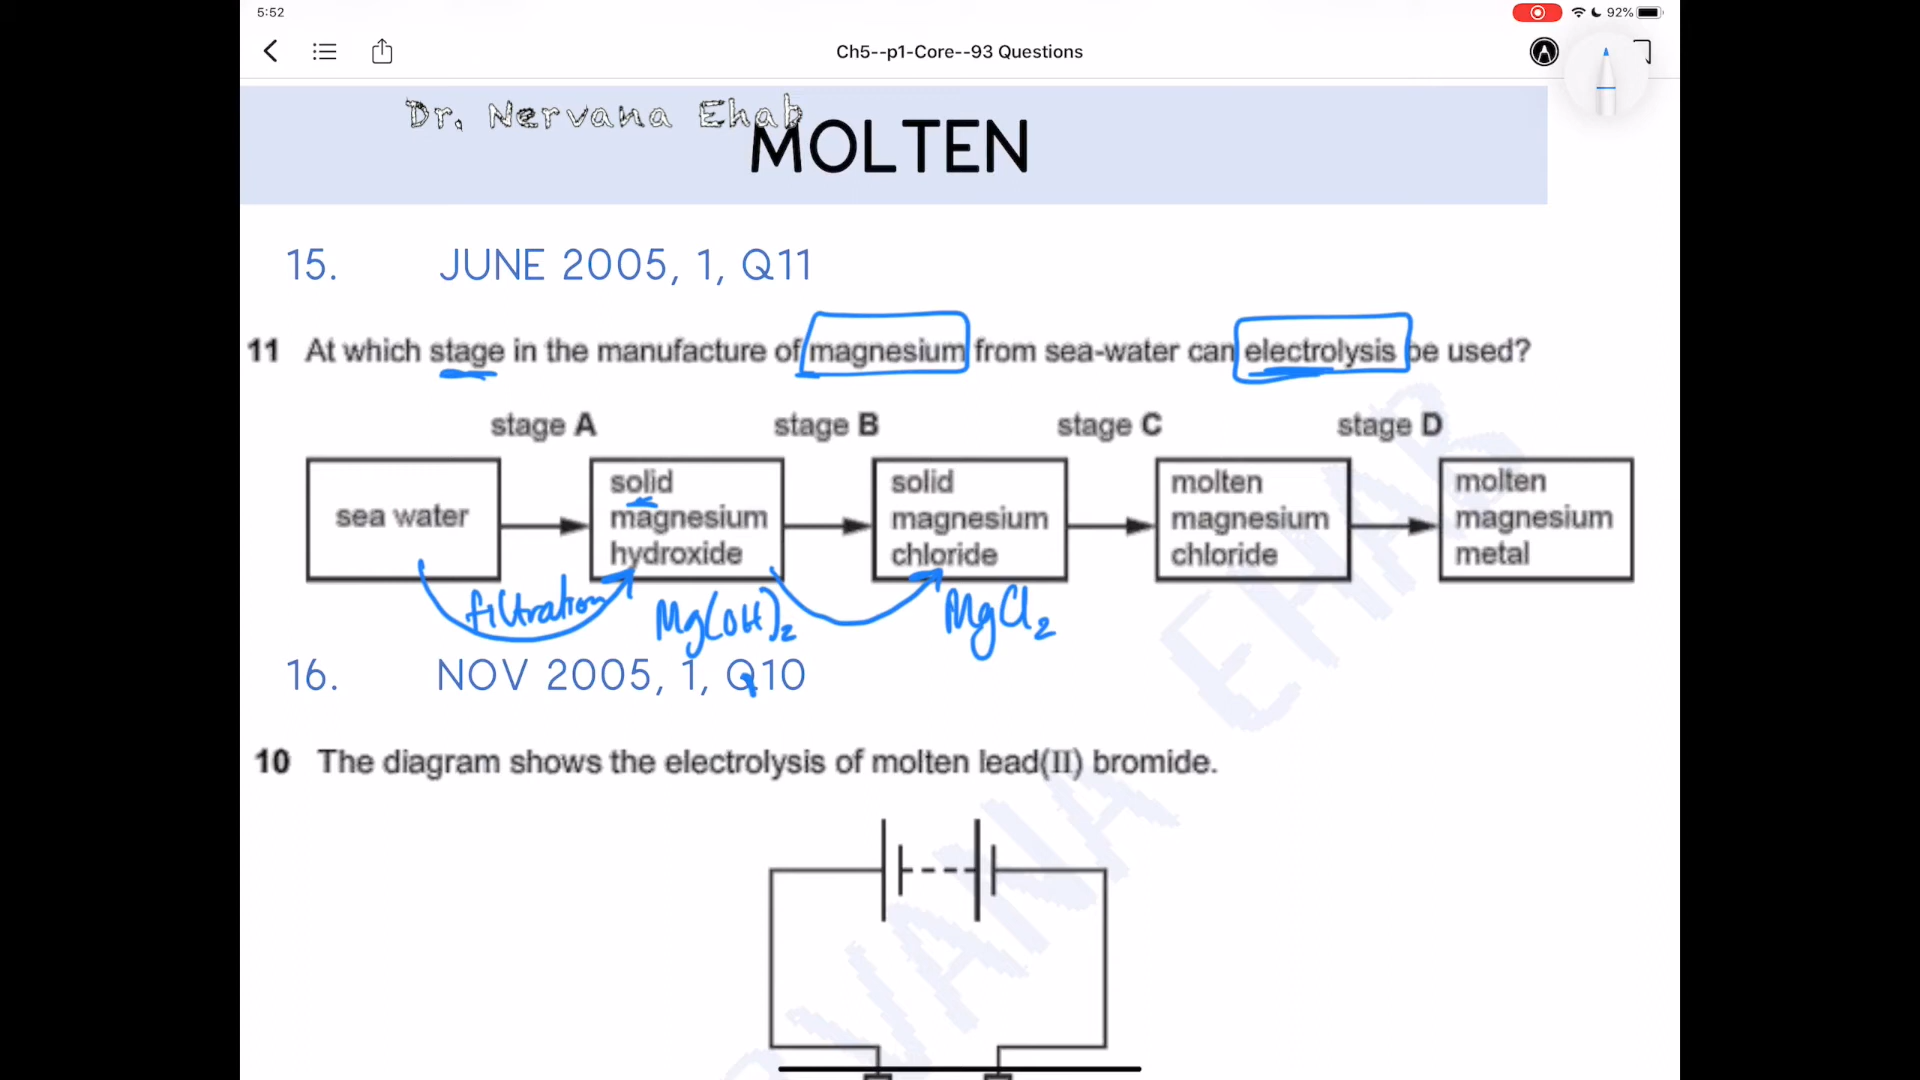 5:52
92%
Ch5--p1-Core--93 Questions
Dr. Nervana Ehab
MOLTEN
15. JUNE 2005, 1, Q11
11 At which stage in the manufacture of magnesium from sea-water can electrolysis be used?
stage A stage B stage C stage D
sea water
solid
magnesium
hydroxide
solid
magnesium
chloride
molten
magnesium
chloride
molten
magnesium
metal
filtration
Mg(OH)2
MgCl2
16. NOV 2005, 1, Q10
10 The diagram shows the electrolysis of molten lead(II) bromide.
NERVANA EHAB